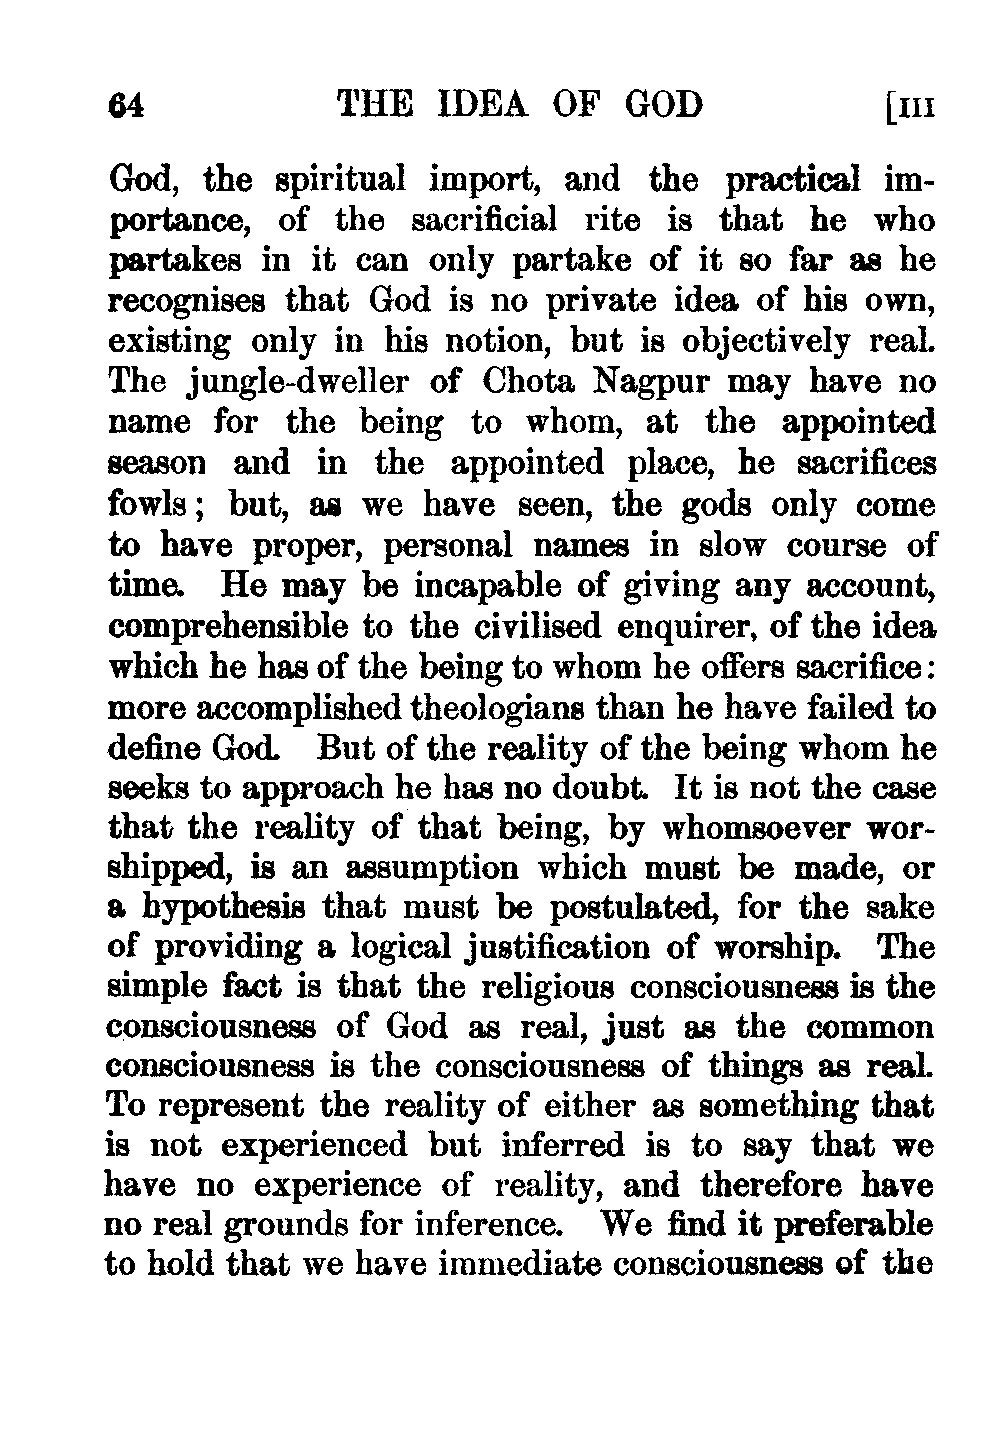 64 THE IDEA OF GOD [III
God, the spiritual import, and the practical im-
portance, of the sacrificial rite is that he who
partakes in it can only partake of it so far as he
recognises that God is no private idea of his own,
existing only in his notion, but is objectively real.
The jungle-dweller of Chota Nagpur may have no
name for the being to whom, at the appointed
season and in the appointed place, he sacrifices
fowls; but, as we have seen, the gods only come
to have proper, personal names in slow course of
time. He may be incapable of giving any account,
comprehensible to the civilised enquirer, of the idea
which he has of the being to whom he offers sacrifice:
more accomplished theologians than he have failed to
define God. But of the reality of the being whom he
seeks to approach he has no doubt. It is not the case
that the reality of that being, by whomsoever wor-
shipped, is an assumption which must be made, or
a hypothesis that must be postulated, for the sake
of providing a logical justification of worship. The
simple fact is that the religious consciousness is the
consciousness of God as real, just as the common
consciousness is the consciousness of things as real.
To represent the reality of either as something that
is not experienced but inferred is to say that we
have no experience of reality, and therefore have
no real grounds for inference. We find it preferable
to hold that we have immediate consciousness of the